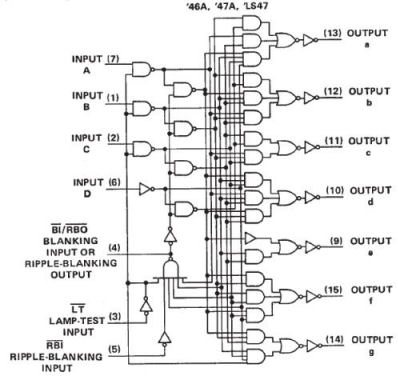 '46A, '47A, 'LS47
INPUT A (7)
INPUT B (1)
INPUT C (2)
INPUT D (6)
BI/RBO
BLANKING (4)
INPUT OR
RIPPLE-BLANKING
OUTPUT
LT
LAMP-TEST (3)
INPUT
RBI
RIPPLE-BLANKING (5)
INPUT
(13) OUTPUT a
(12) OUTPUT b
(11) OUTPUT c
(10) OUTPUT d
(9) OUTPUT e
(15) OUTPUT f
(14) OUTPUT g